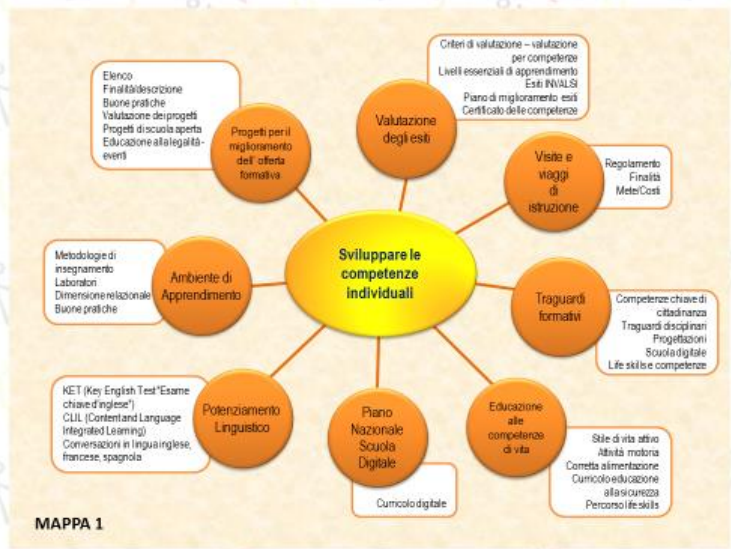 Criteri di valutazione – valutazione
per competenze
Livelli essenziali di apprendimento
Esiti INVALSI
Piano di miglioramento esiti
Certificato delle competenze
Valutazione
degli esiti
Elenco
Finalità/descrizione
Buone pratiche
Valutazione dei progetti
Progetti di scuola aperta
Educazione alla legalità -
eventi
Progetti per il
miglioramento
dell' offerta
formativa
Visite e
viaggi
di
istruzione
Regolamento
Finalità
Mete/Costi
Sviluppare le
competenze
individuali
Metodologie di
insegnamento
Laboratori
Dimensione relazionale
Buone pratiche
Ambiente di
Apprendimento
Traguardi
formativi
Competenze chiave di
cittadinanza
Traguardi disciplinari
Progettazioni
Scuola digitale
Life skills e competenze
KET (Key English Test "Esame
chiave d'inglese")
CLIL (Content and Language
Integrated Learning)
Conversazioni in lingua inglese,
francese, spagnola
Potenziamento
Linguistico
Piano
Nazionale
Scuola
Digitale
Curricolo digitale
Educazione
alle
competenze
di vita
Stile di vita attivo
Attività motoria
Corretta alimentazione
Curricolo educazione
alla sicurezza
Percorso life skills
MAPPA 1